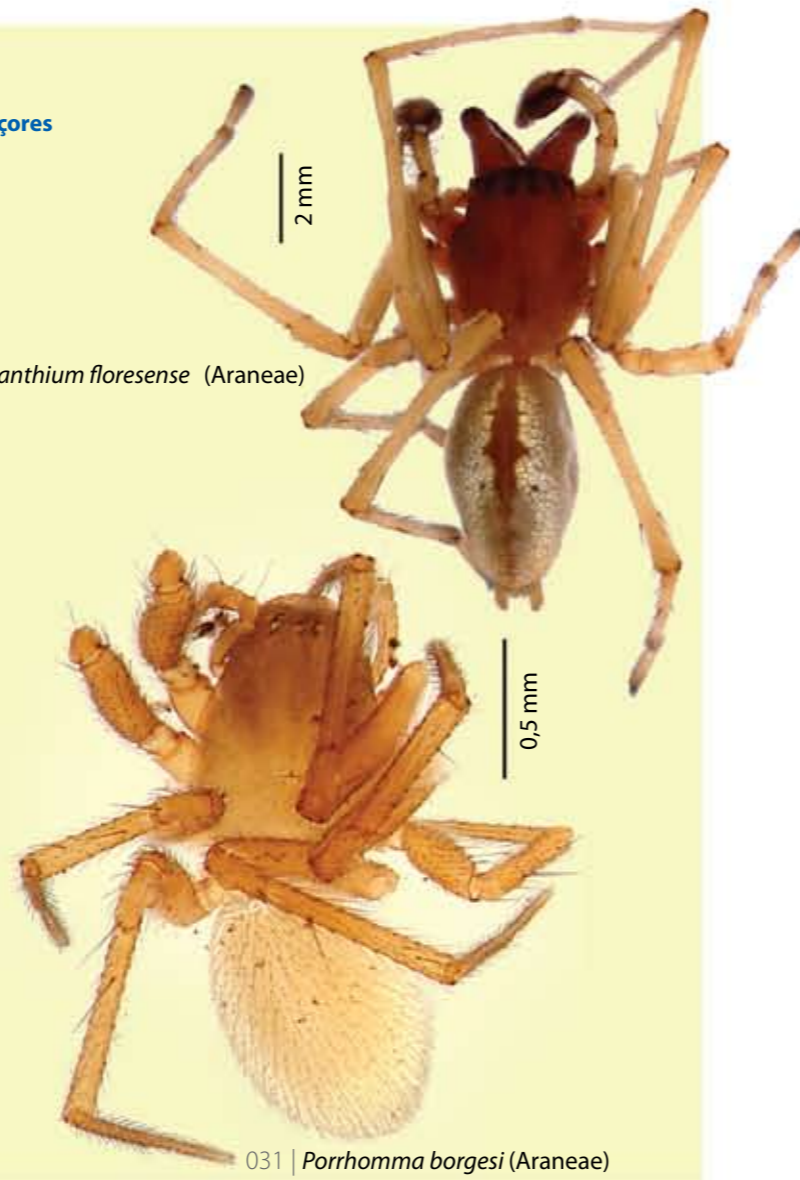 çores
2 mm
anthium floresense (Araneae)
0,5 mm
031 | Porrhomma borgesi (Araneae)